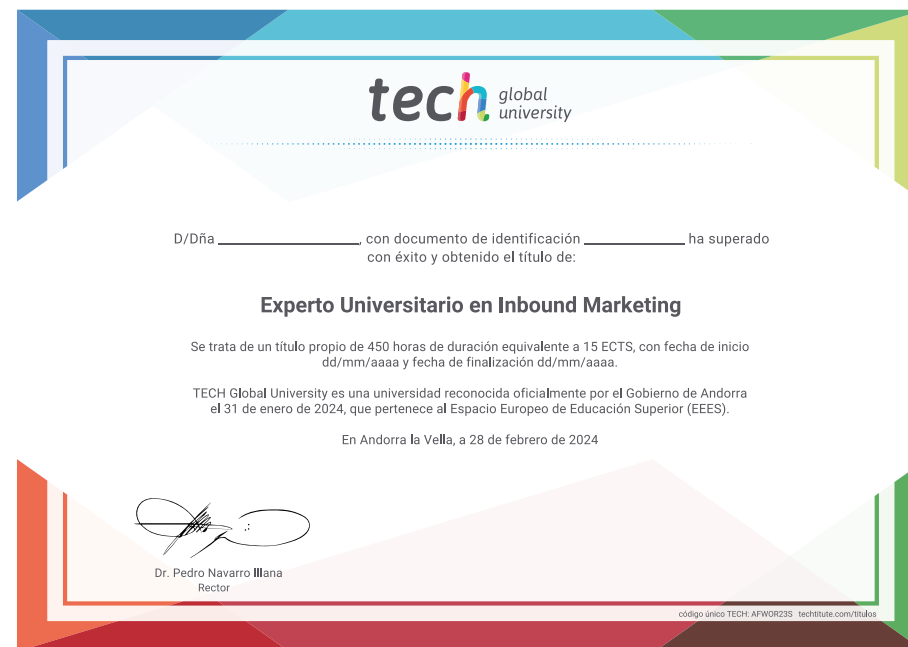 tech global
university
D/Dña ______________, con documento de identificación __________ ha superado
con éxito y obtenido el título de:
Experto Universitario en Inbound Marketing
Se trata de un título propio de 450 horas de duración equivalente a 15 ECTS, con fecha de inicio
dd/mm/aaaa y fecha de finalización dd/mm/aaaa.
TECH Global University es una universidad reconocida oficialmente por el Gobierno de Andorra
el 31 de enero de 2024, que pertenece al Espacio Europeo de Educación Superior (EEES).
En Andorra la Vella, a 28 de febrero de 2024
Dr. Pedro Navarro Illana
Rector
código único TECH: AFWOR23S techtitute.com/titulos